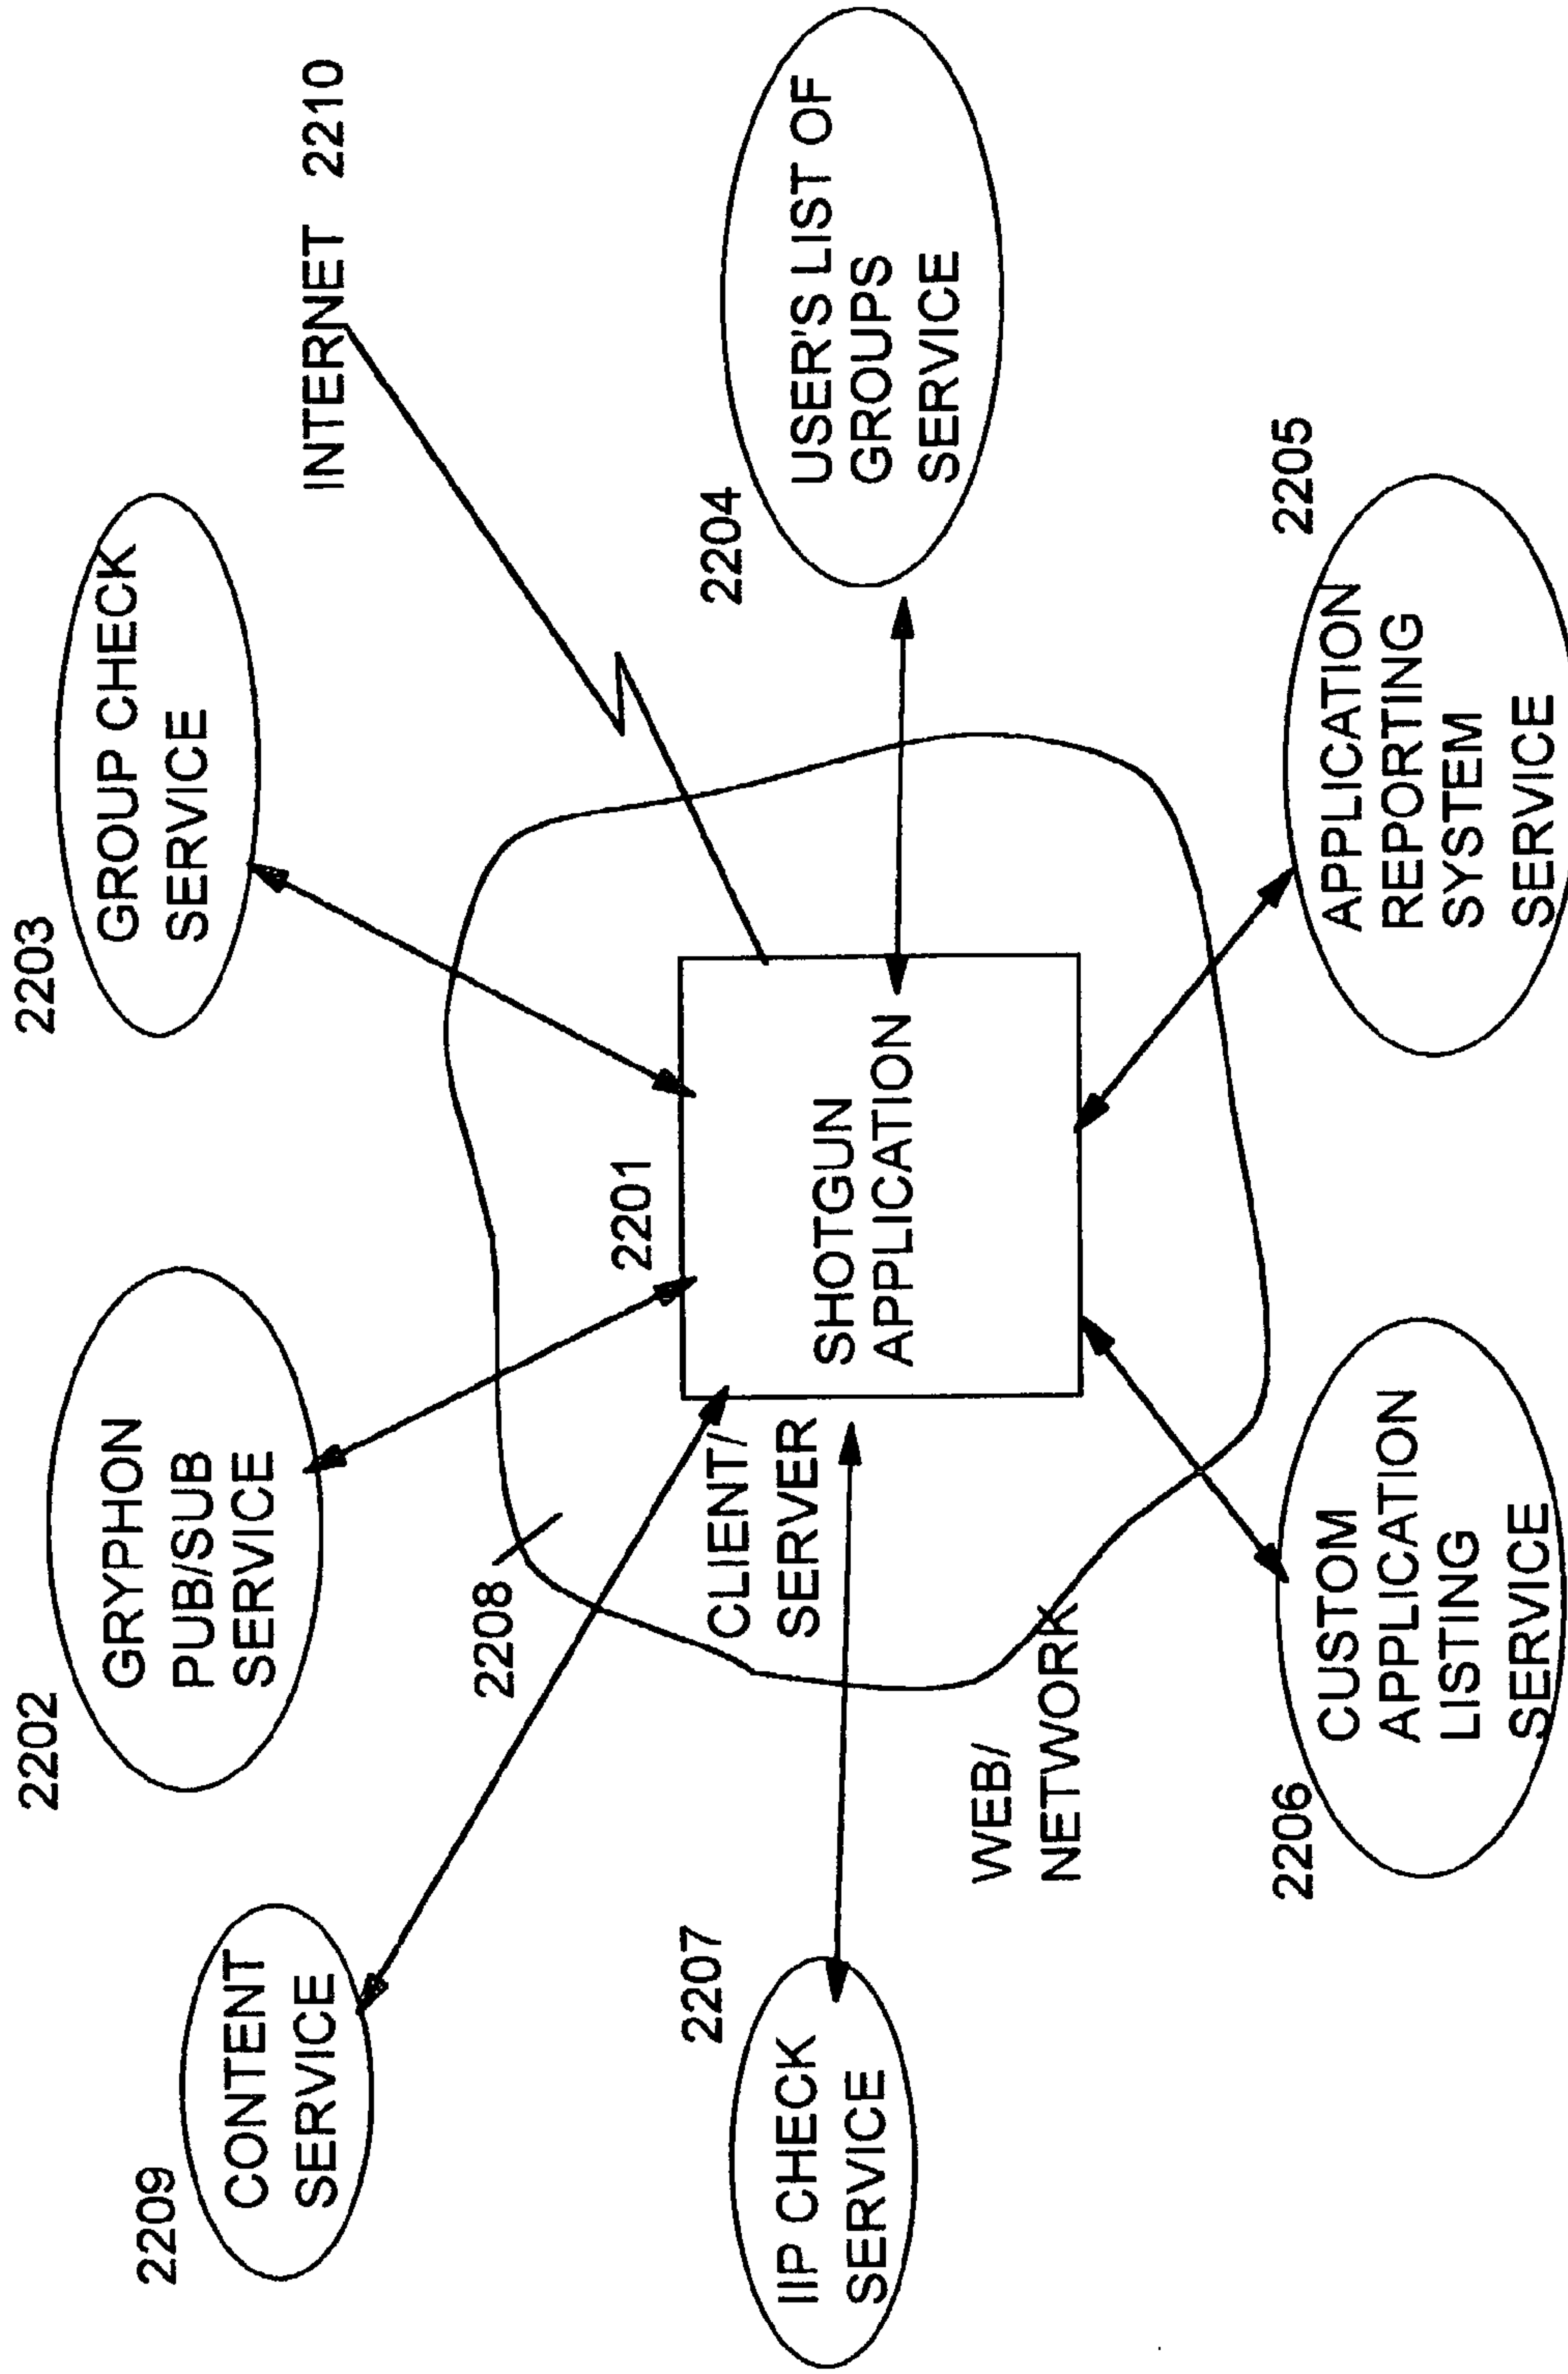 2209
CONTENT
SERVICE
2202
GRYPHON
PUB/SUB
SERVICE
2203
GROUP CHECK
SERVICE
INTERNET 2210
2208
2201
SHOTGUN
APPLICATION
CLIENT/
SERVER
2207
IIP CHECK
SERVICE
WEB/
NETWORK
2204
USER'S LIST OF
GROUPS
SERVICE
2206
CUSTOM
APPLICATION
LISTING
SERVICE
2205
APPLICATION
REPORTING
SYSTEM
SERVICE